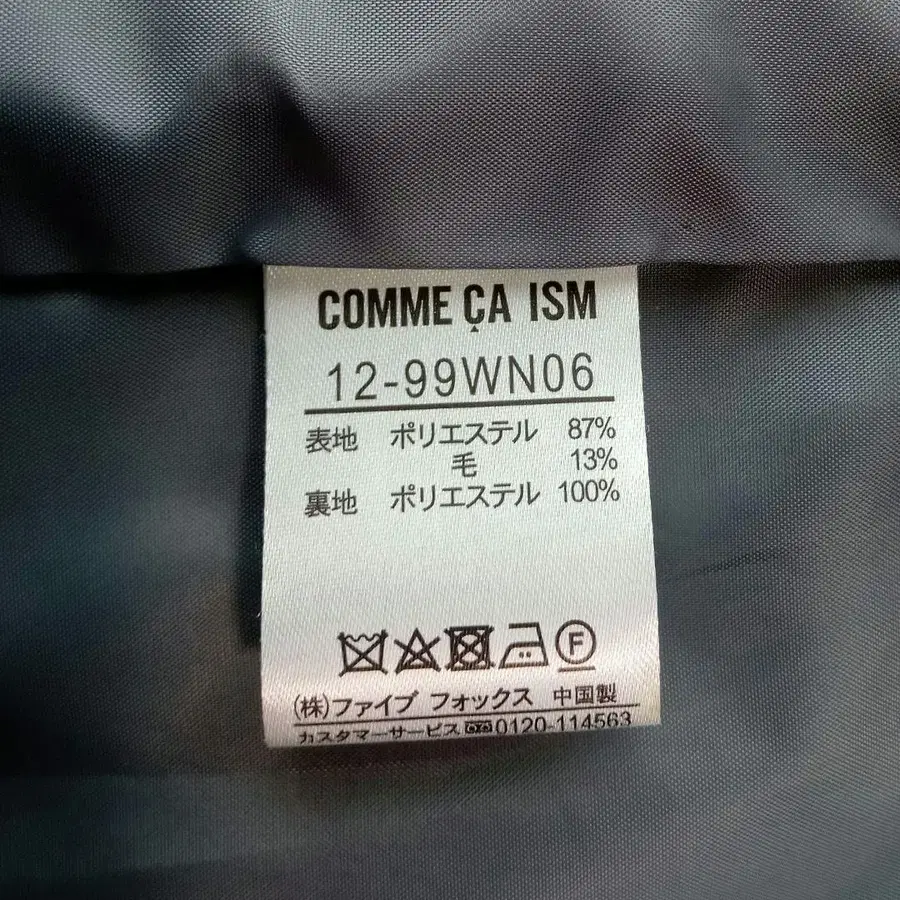 COMME ÇA ISM
12-99WN06
表地 ポリエステル 87%
毛 13%
裏地 ポリエステル 100%
F
(株)ファイブ フォックス 中国製
カスタマーサービス 0120-114563